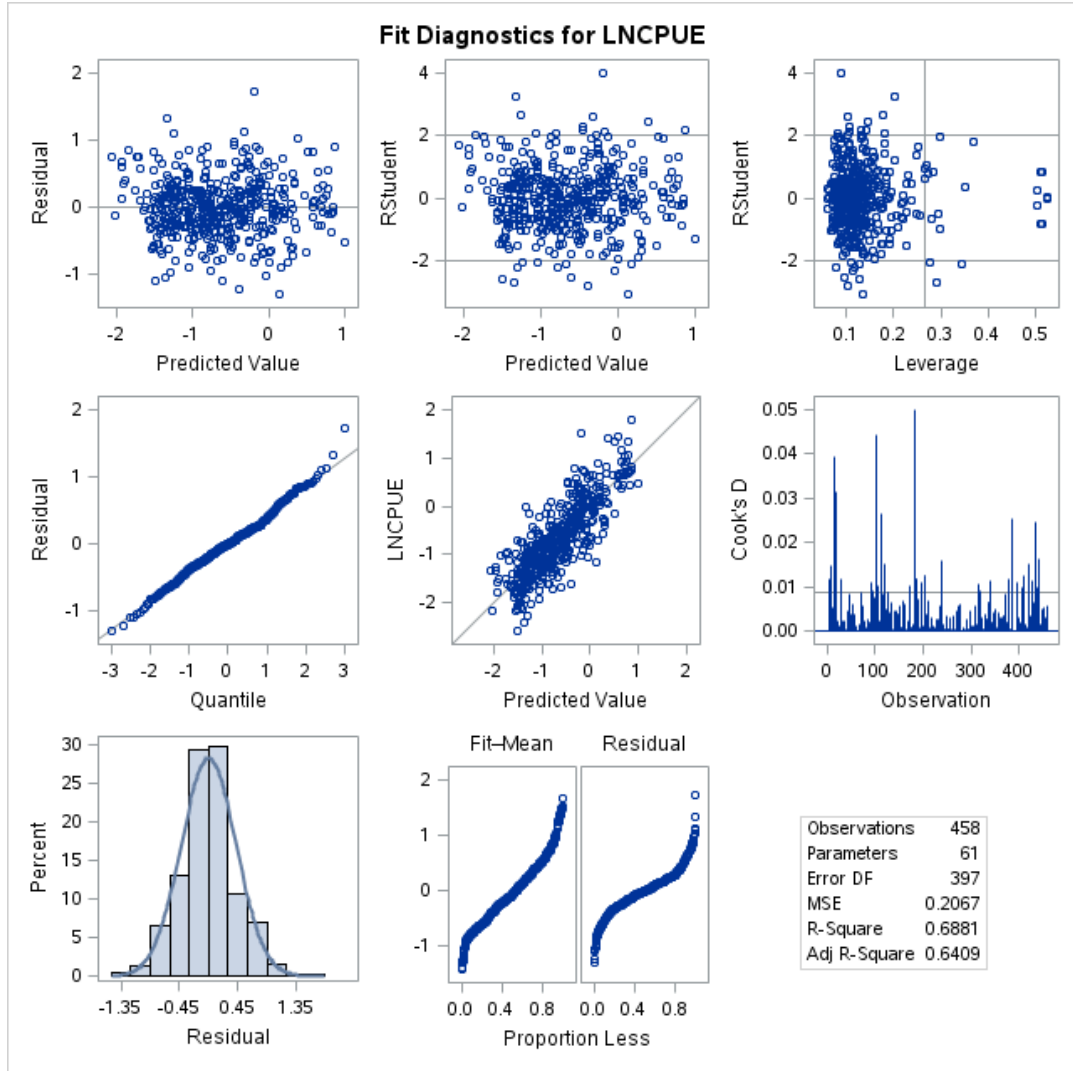 Fit Diagnostics for LNCPUE
2
1
0
-1
Residual
-2 -1 0 1
Predicted Value
4
2
0
-2
RStudent
-2 -1 0 1
Predicted Value
4
2
0
-2
RStudent
0.1 0.2 0.3 0.4 0.5
Leverage
2
1
0
-1
Residual
-3 -2 -1 0 1 2 3
Quantile
2
1
0
-1
-2
LNCPUE
-2 -1 0 1 2
Predicted Value
0.05
0.04
0.03
0.02
0.01
0.00
Cook's D
0 100 200 300 400
Observation
30
25
20
15
10
5
0
Percent
-1.35 -0.45 0.45 1.35
Residual
Fit–Mean Residual
2
1
0
-1
0.0 0.4 0.8 0.0 0.4 0.8
Proportion Less
Observations 458
Parameters 61
Error DF 397
MSE 0.2067
R-Square 0.6881
Adj R-Square 0.6409